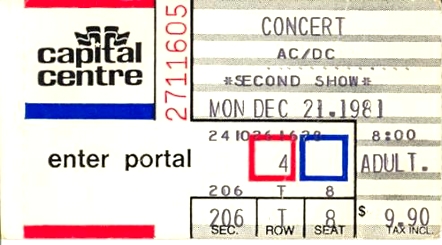 capital
centre
enter portal
2711605
CONCERT
AC/DC
*SECOND SHOW*
MON DEC 21.1981
8:00
4
ADULT.
206 T 8
206 T 8 $ 9.90
SEC. ROW SEAT TAX INCL.